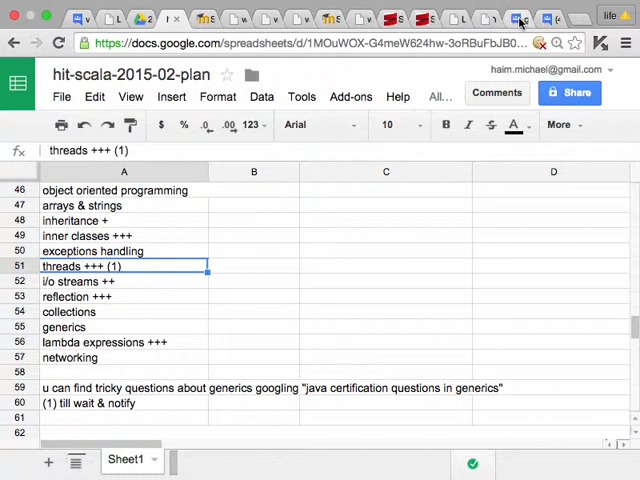 life
https://docs.google.com/spreadsheets/d/1MOuWOX-G4meW624hw-3oRBuFbJB0...
hit-scala-2015-02-plan
haim.michael@gmail.com
File Edit View Insert Format Data Tools Add-ons Help All...
Comments
Share
$ % .0 .00 123 Arial 10 B I S A More
fx threads +++ (1)
A B C D
46 object oriented programming
47 arrays & strings
48 inheritance +
49 inner classes +++
50 exceptions handling
51 threads +++ (1)
52 i/o streams ++
53 reflection +++
54 collections
55 generics
56 lambda expressions +++
57 networking
58
59 u can find tricky questions about generics googling "java certification questions in generics"
60 (1) till wait & notify
61
62
Sheet1